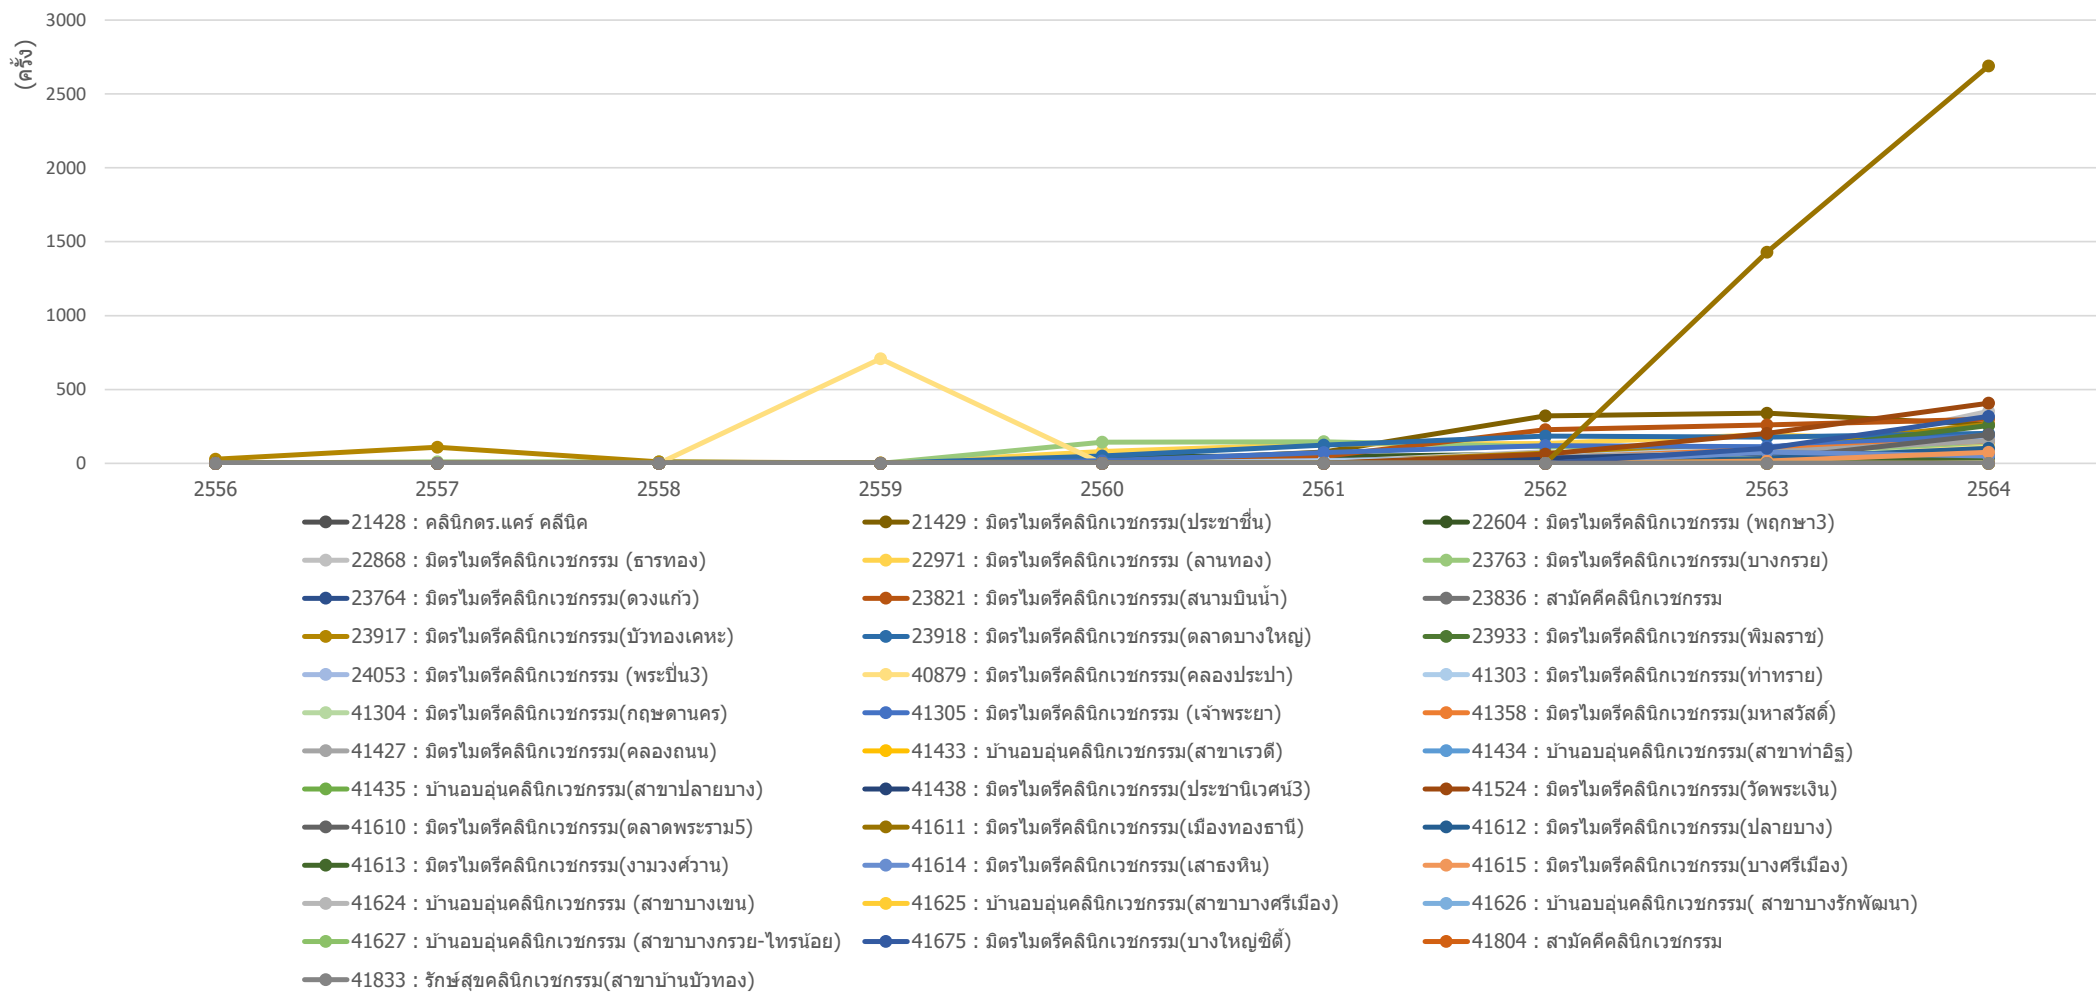 3000
(ครั้ง)
2500
2000
1500
1000
500
0
2556 2557 2558 2559 2560 2561 2562 2563 2564
21428 : คลินิกดร.แคร์ คลีนิค 21429 : มิตรไมตรีคลินิกเวชกรรม(ประชาชื่น) 22604 : มิตรไมตรีคลินิกเวชกรรม (พฤกษา3)
22868 : มิตรไมตรีคลินิกเวชกรรม (ธารทอง) 22971 : มิตรไมตรีคลินิกเวชกรรม (ลานทอง) 23763 : มิตรไมตรีคลินิกเวชกรรม(บางกรวย)
23764 : มิตรไมตรีคลินิกเวชกรรม(ดวงแก้ว) 23821 : มิตรไมตรีคลินิกเวชกรรม(สนามบินน้ำ) 23836 : สามัคคีคลินิกเวชกรรม
23917 : มิตรไมตรีคลินิกเวชกรรม(บัวทองเคหะ) 23918 : มิตรไมตรีคลินิกเวชกรรม(ตลาดบางใหญ่) 23933 : มิตรไมตรีคลินิกเวชกรรม(พิมลราช)
24053 : มิตรไมตรีคลินิกเวชกรรม (พระปิ่น3) 40879 : มิตรไมตรีคลินิกเวชกรรม(คลองประปา) 41303 : มิตรไมตรีคลินิกเวชกรรม(ท่าทราย)
41304 : มิตรไมตรีคลินิกเวชกรรม(กฤษดานคร) 41305 : มิตรไมตรีคลินิกเวชกรรม (เจ้าพระยา) 41358 : มิตรไมตรีคลินิกเวชกรรม(มหาสวัสดิ์)
41427 : มิตรไมตรีคลินิกเวชกรรม(คลองถนน) 41433 : บ้านอบอุ่นคลินิกเวชกรรม(สาขาเรวดี) 41434 : บ้านอบอุ่นคลินิกเวชกรรม(สาขาท่าอิฐ)
41435 : บ้านอบอุ่นคลินิกเวชกรรม(สาขาปลายบาง) 41438 : มิตรไมตรีคลินิกเวชกรรม(ประชานิเวศน์3) 41524 : มิตรไมตรีคลินิกเวชกรรม(วัดพระเงิน)
41610 : มิตรไมตรีคลินิกเวชกรรม(ตลาดพระราม5) 41611 : มิตรไมตรีคลินิกเวชกรรม(เมืองทองธานี) 41612 : มิตรไมตรีคลินิกเวชกรรม(ปลายบาง)
41613 : มิตรไมตรีคลินิกเวชกรรม(งามวงศ์วาน) 41614 : มิตรไมตรีคลินิกเวชกรรม(เสาธงหิน) 41615 : มิตรไมตรีคลินิกเวชกรรม(บางศรีเมือง)
41624 : บ้านอบอุ่นคลินิกเวชกรรม (สาขาบางเขน) 41625 : บ้านอบอุ่นคลินิกเวชกรรม(สาขาบางศรีเมือง) 41626 : บ้านอบอุ่นคลินิกเวชกรรม( สาขาบางรักพัฒนา)
41627 : บ้านอบอุ่นคลินิกเวชกรรม (สาขาบางกรวย-ไทรน้อย) 41675 : มิตรไมตรีคลินิกเวชกรรม(บางใหญ่ซิตี้) 41804 : สามัคคีคลินิกเวชกรรม
41833 : รักษ์สุขคลินิกเวชกรรม(สาขาบ้านบัวทอง)